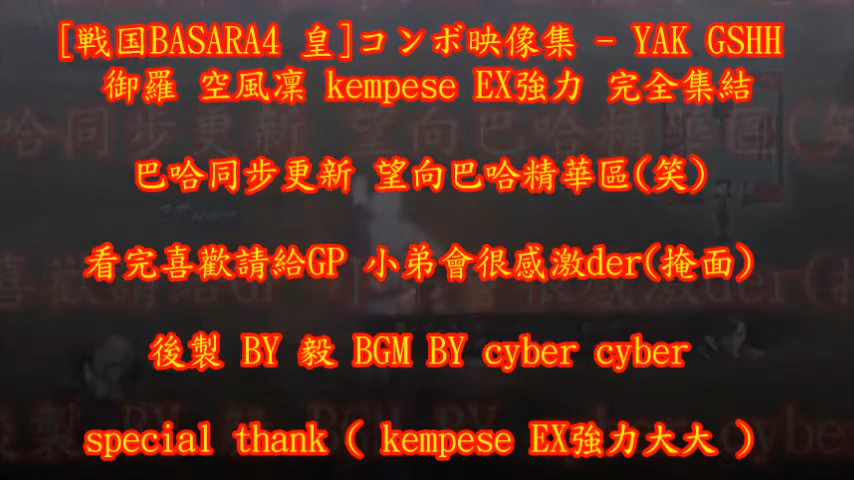 [戦国BASARA4 皇]コンボ映像集 - YAK GSHH
御羅 空風凜 kempese EX強力 完全集結
巴哈同步更新 望向巴哈精華區(笑)
看完喜歡請給GP 小弟會很感激der(掩面)
後製 BY 毅 BGM BY cyber cyber
special thank ( kempese EX強力大大 )